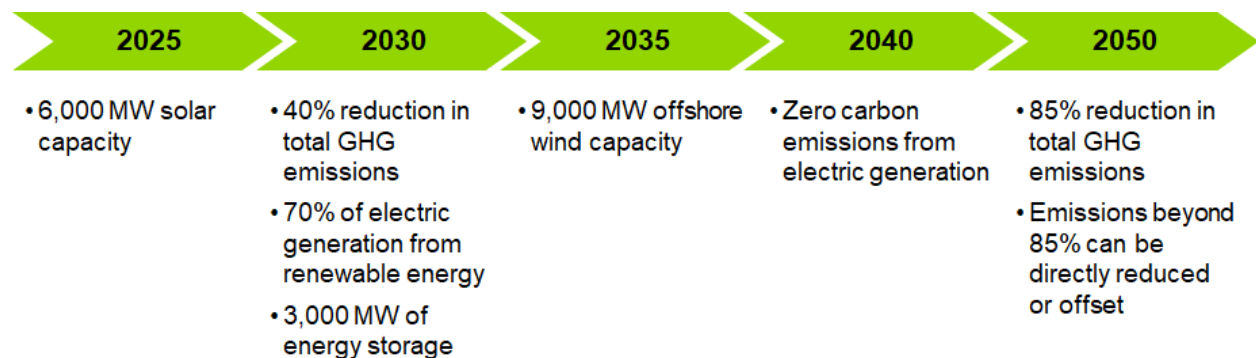 2025
2030
2035
2040
2050
• 6,000 MW solar
capacity
• 40% reduction in
total GHG
emissions
• 70% of electric
generation from
renewable energy
• 3,000 MW of
energy storage
• 9,000 MW offshore
wind capacity
• Zero carbon
emissions from
electric generation
• 85% reduction in
total GHG
emissions
• Emissions beyond
85% can be
directly reduced
or offset